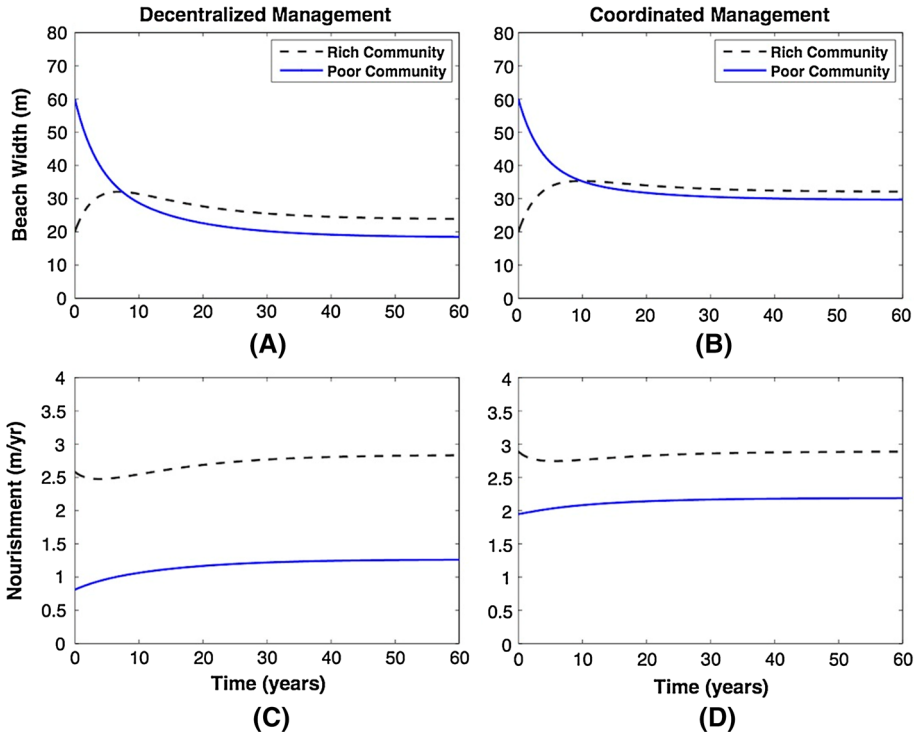 Decentralized Management
Coordinated Management
80
70
60
50
40
30
20
10
0
Beach Width (m)
Rich Community
Poor Community
0 10 20 30 40 50 60
(A)
80
70
60
50
40
30
20
10
0
Rich Community
Poor Community
0 10 20 30 40 50 60
(B)
4
3.5
3
2.5
2
1.5
1
0.5
0
Nourishment (m/yr)
0 10 20 30 40 50 60
Time (years)
(C)
4
3.5
3
2.5
2
1.5
1
0.5
0
0 10 20 30 40 50 60
Time (years)
(D)